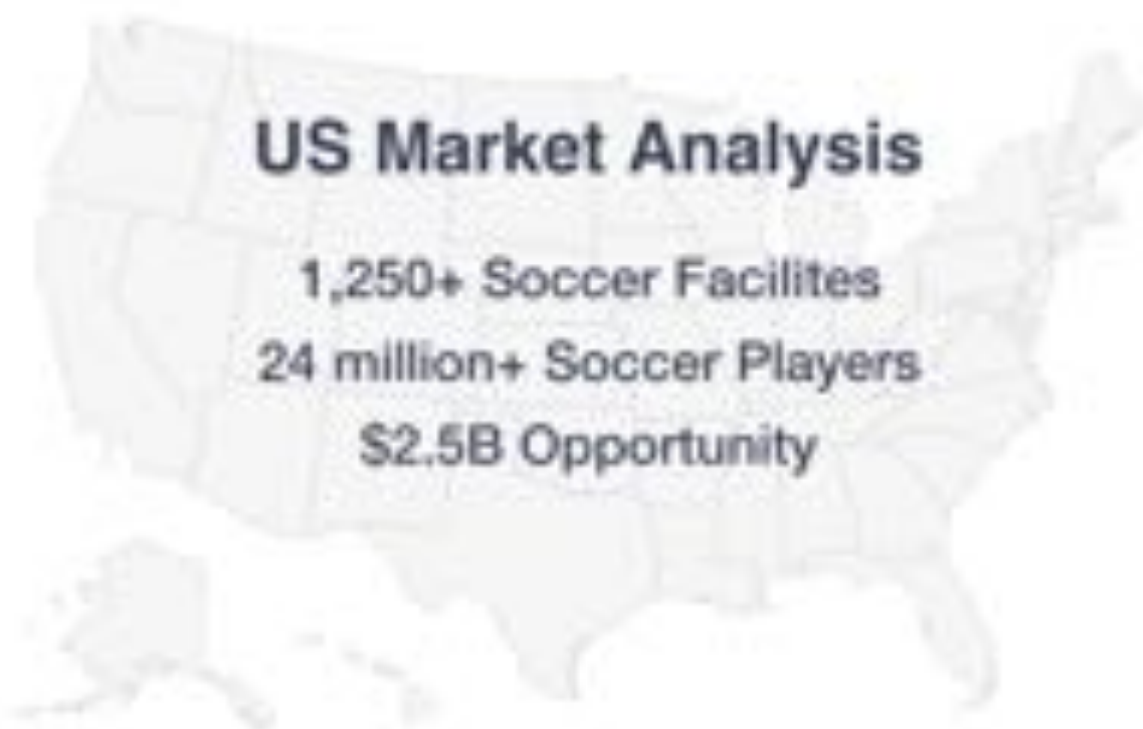 US Market Analysis
1,250+ Soccer Facilites
24 million+ Soccer Players
$2.5B Opportunity